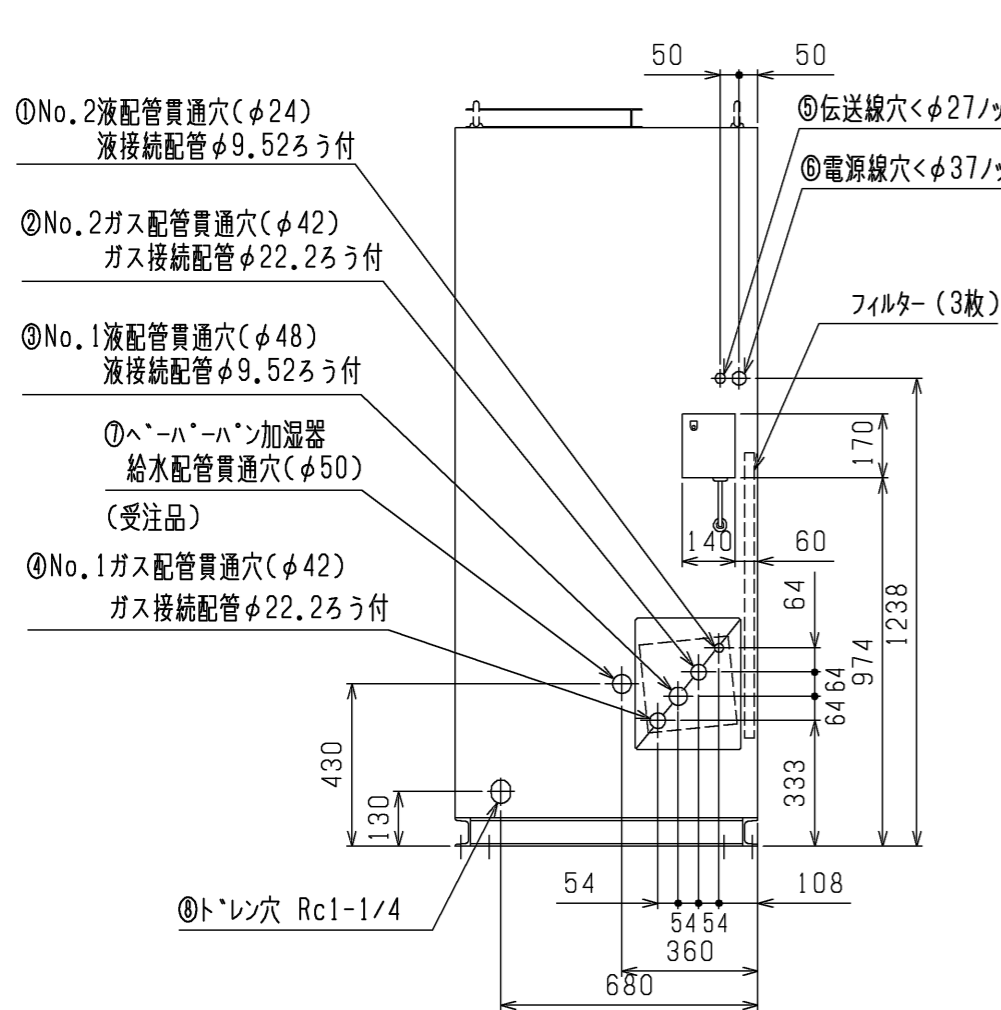 50
50
①No.2液配管貫通穴(φ24)
液接続配管φ9.52ろう付
⑤伝送線穴<φ27ノッ
⑥電源線穴<φ37ノッ
②No.2ガス配管貫通穴(φ42)
ガス接続配管φ22.2ろう付
フィルター(3枚)
③No.1液配管貫通穴(φ48)
液接続配管φ9.52ろう付
⑦ペーパーパン加湿器
給水配管貫通穴(φ50)
(受注品)
④No.1ガス配管貫通穴(φ42)
ガス接続配管φ22.2ろう付
170
140
60
64
1238
974
64
64
333
430
130
54
108
54
54
360
680
⑧ドレン穴 Rc1-1/4